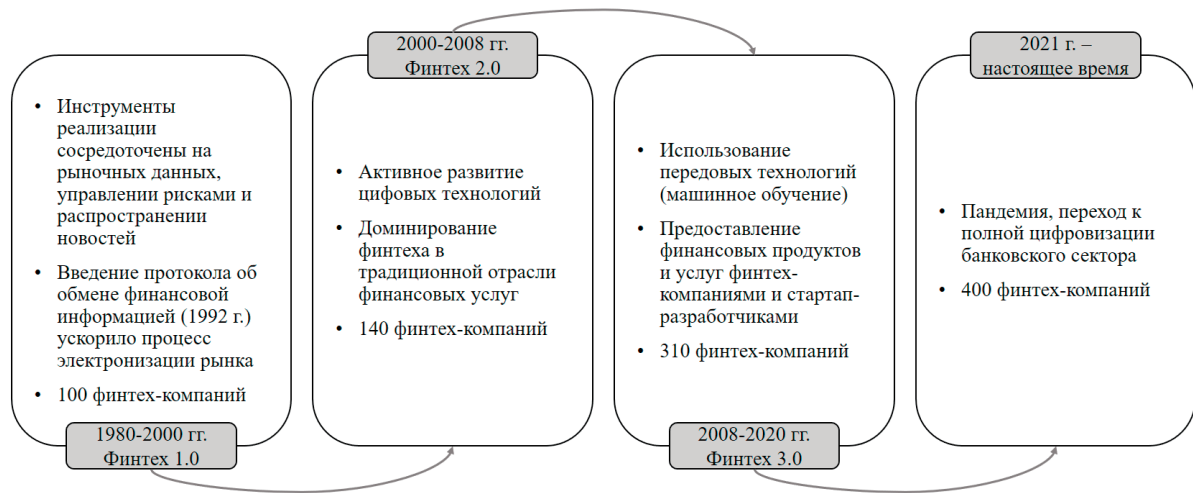 • Инструменты
реализации
сосредоточены на
рыночных данных,
управлении рисками и
распространении
новостей
• Введение протокола об
обмене финансовой
информацией (1992 г.)
ускорило процесс
электронизации рынка
• 100 финтех-компаний
1980-2000 гг.
Финтех 1.0
2000-2008 гг.
Финтех 2.0
• Активное развитие
цифовых технологий
• Доминирование
финтеха в
традиционной отрасли
финансовых услуг
• 140 финтех-компаний
• Использование
передовых технологий
(машинное обучение)
• Предоставление
финансовых продуктов
и услуг финтех-
компаниями и стартап-
разработчиками
• 310 финтех-компаний
2008-2020 гг.
Финтех 3.0
2021 г. –
настоящее время
• Пандемия, переход к
полной цифровизации
банковского сектора
• 400 финтех-компаний